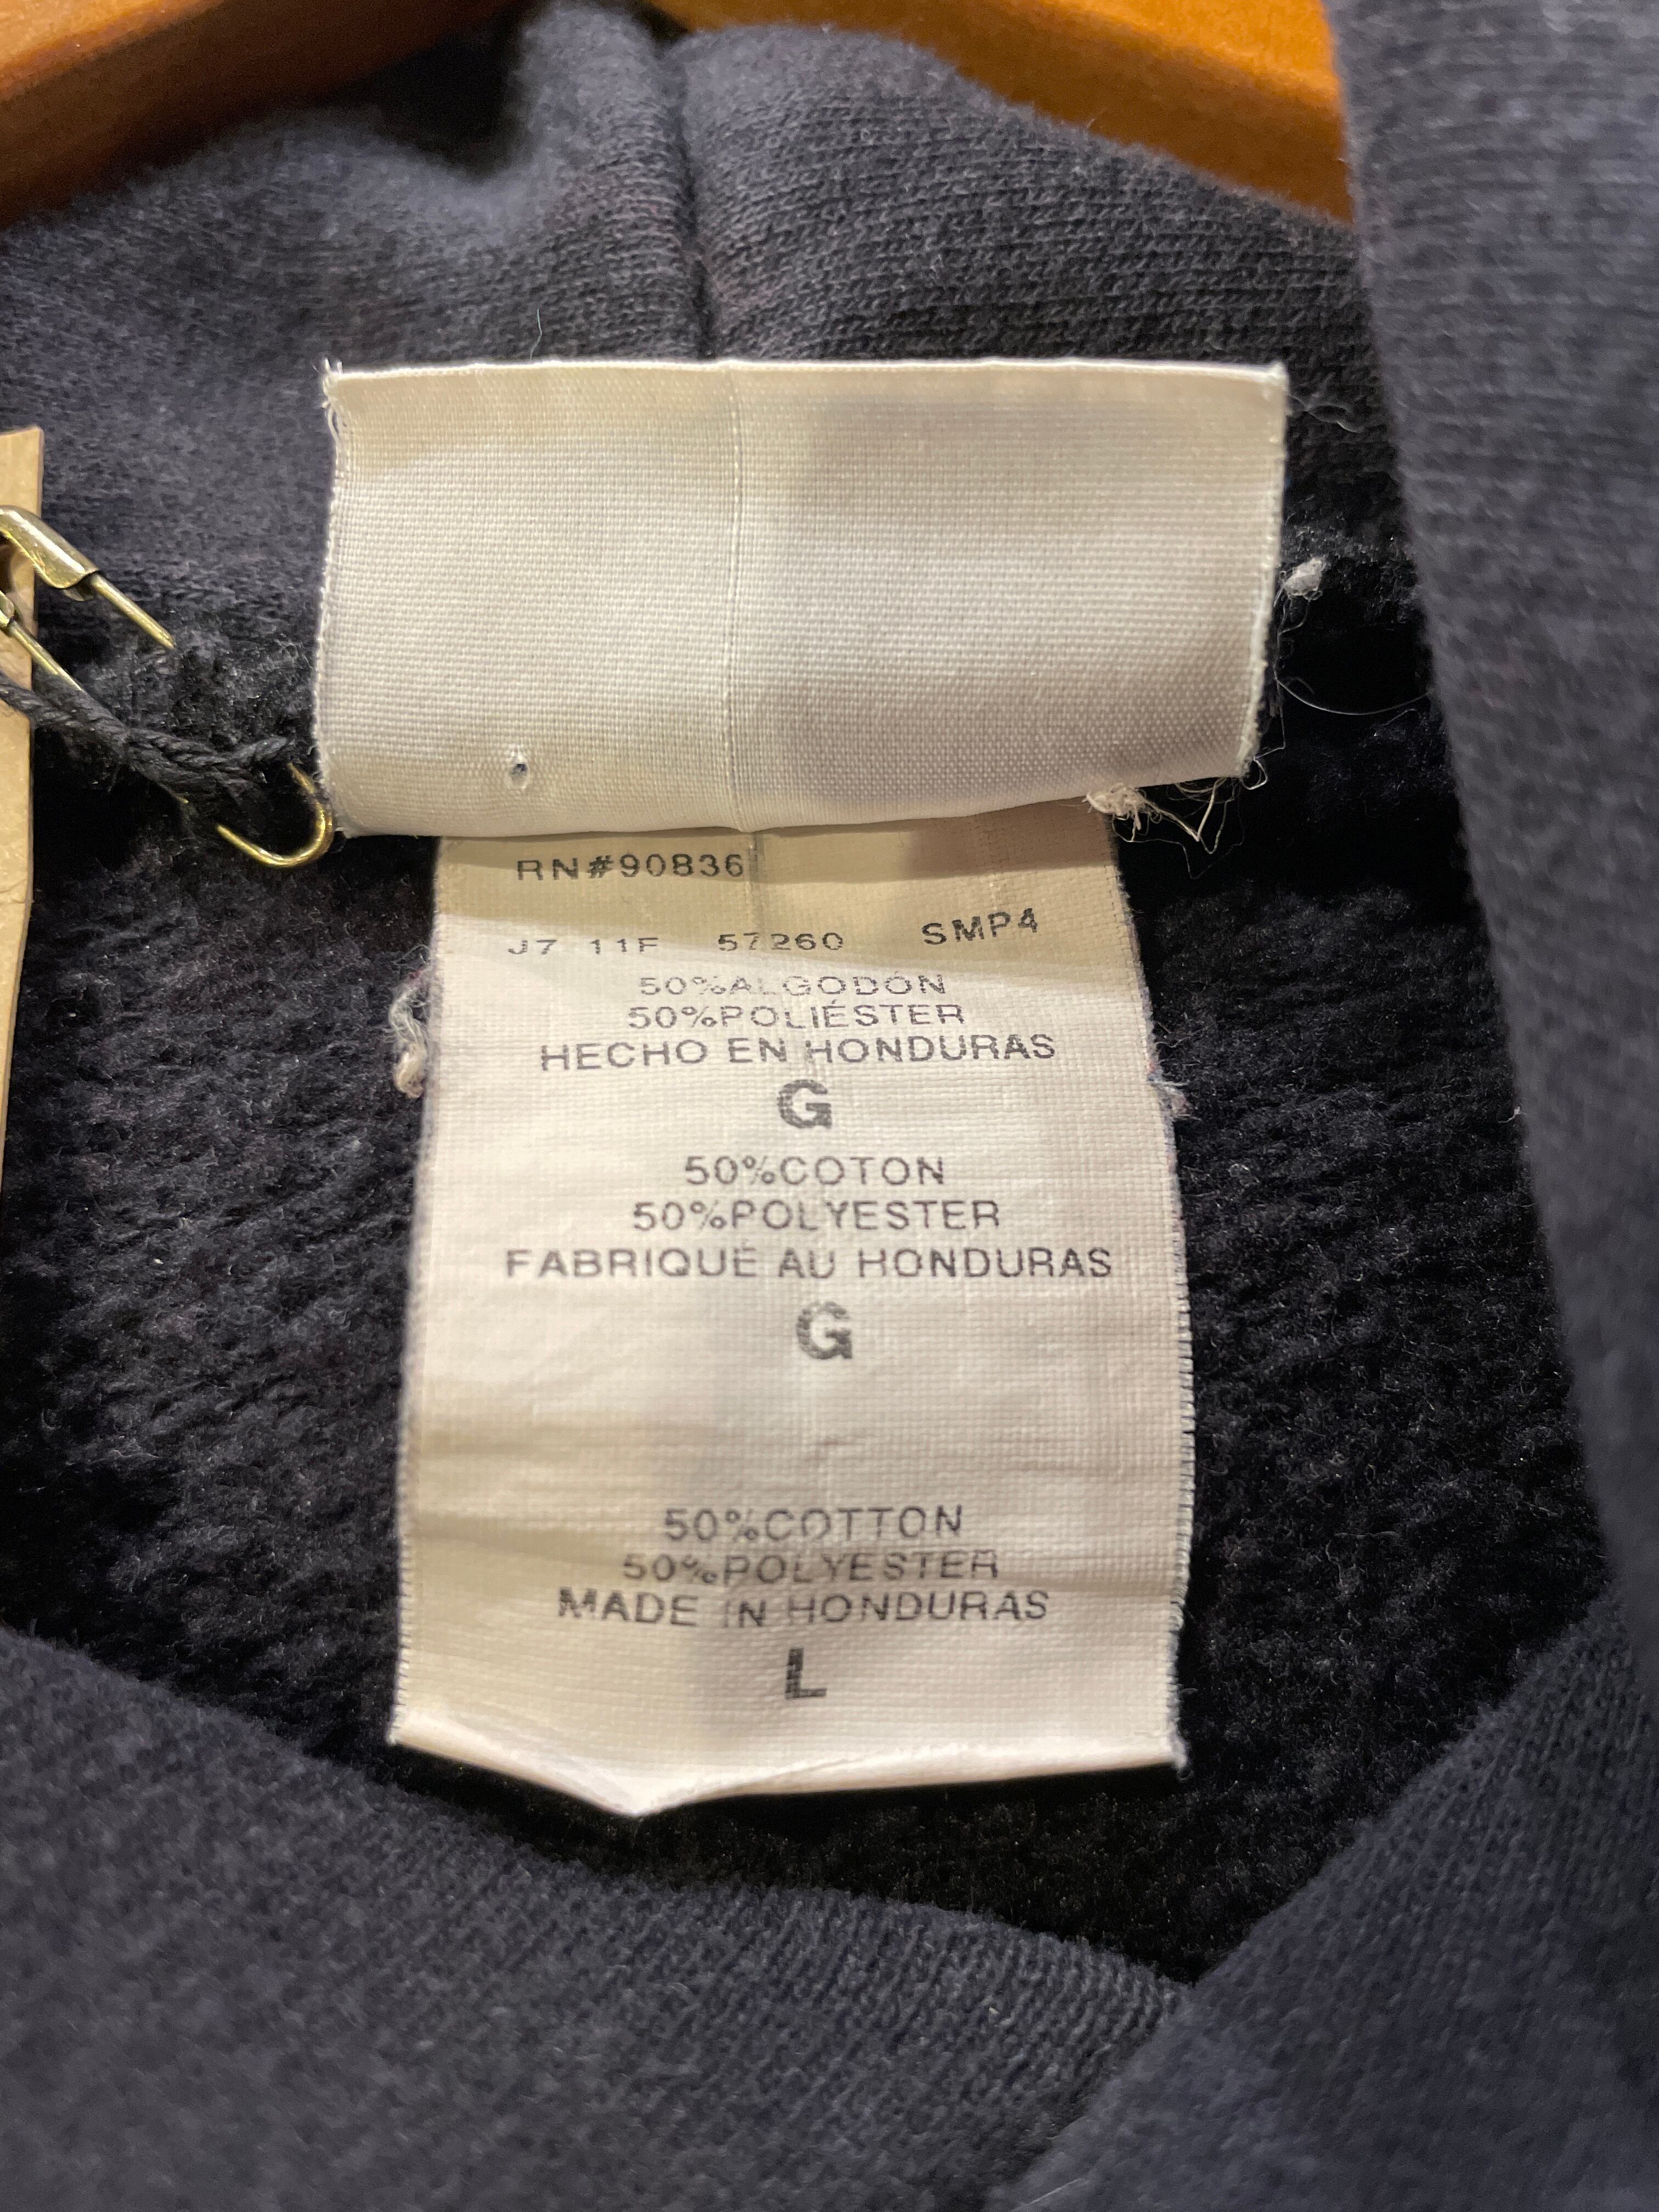 RN#90836
J7 11F 57260 SMP4
50%ALGODÓN
50%POLIÉSTER
HECHO EN HONDURAS
G
50%COTON
50%POLYESTER
FABRIQUÉ AU HONDURAS
G
50%COTTON
50%POLYESTER
MADE IN HONDURAS
L